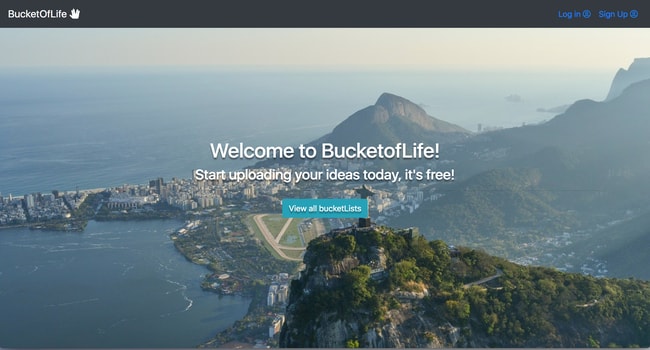 BucketOfLife
Log in
Sign Up
Welcome to BucketofLife!
Start uploading your ideas today, it's free!
View all bucketLists